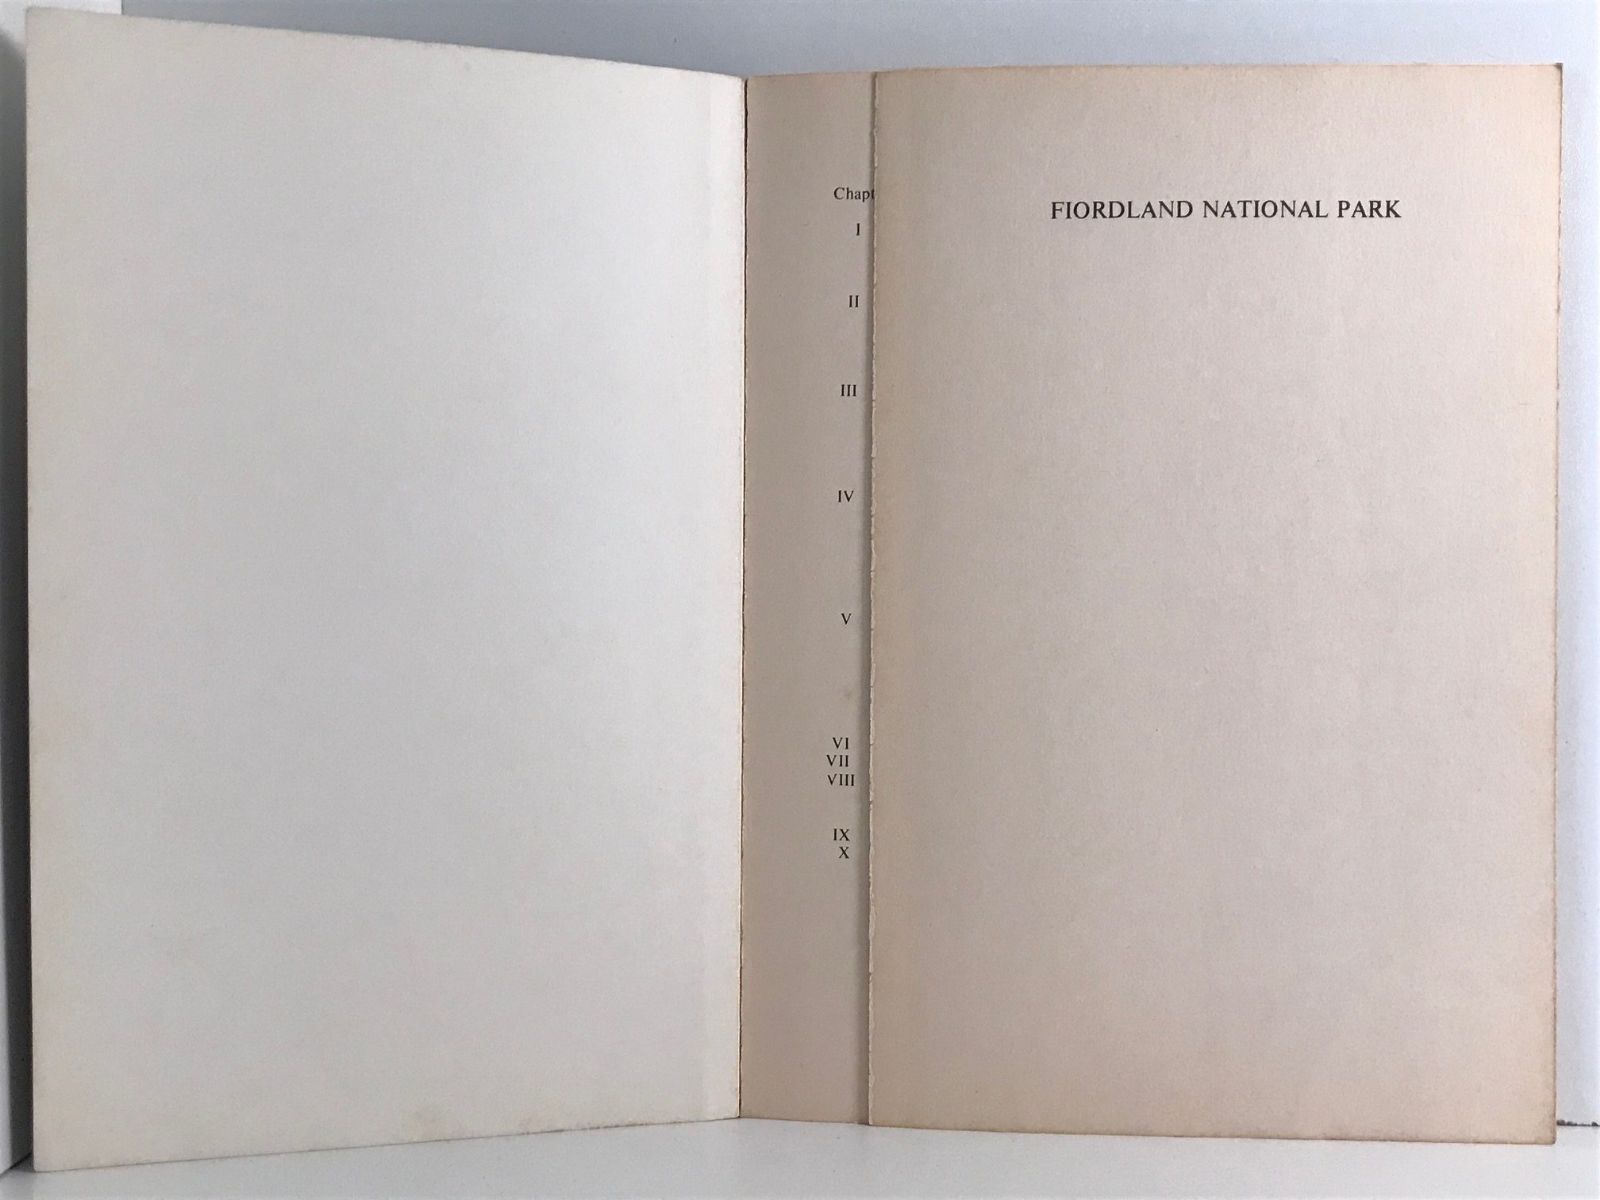 Chapt
I
II
III
IV
V
VI
VII
VIII
IX
X
FIORDLAND NATIONAL PARK